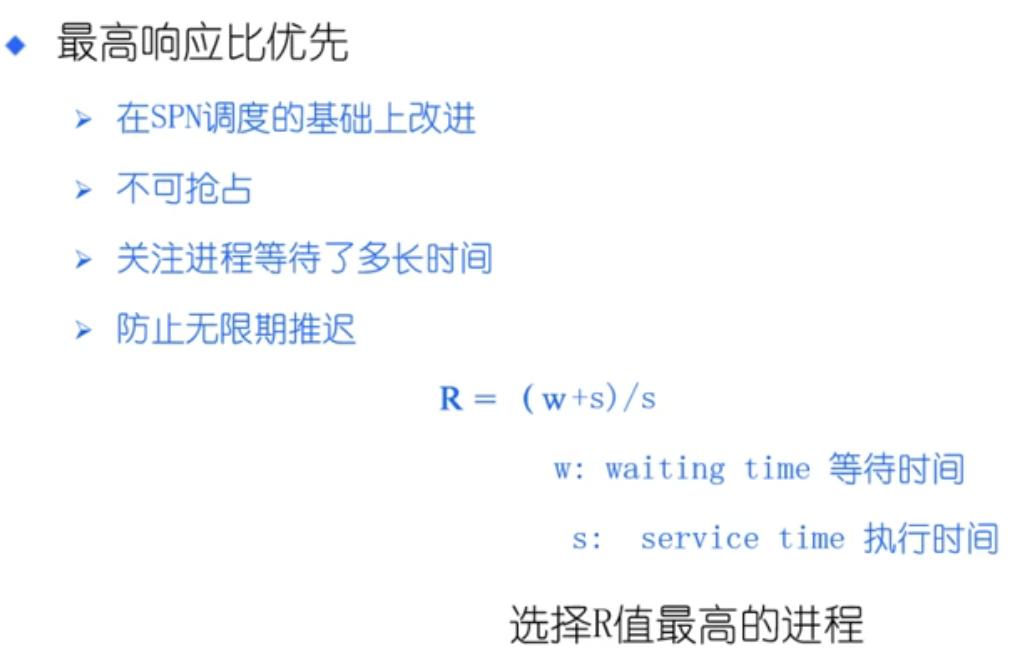 最高响应比优先
在SPN调度的基础上改进
不可抢占
关注进程等待了多长时间
防止无限期推迟
R = (w+s)/s
w: waiting time 等待时间
s: service time 执行时间
选择R值最高的进程